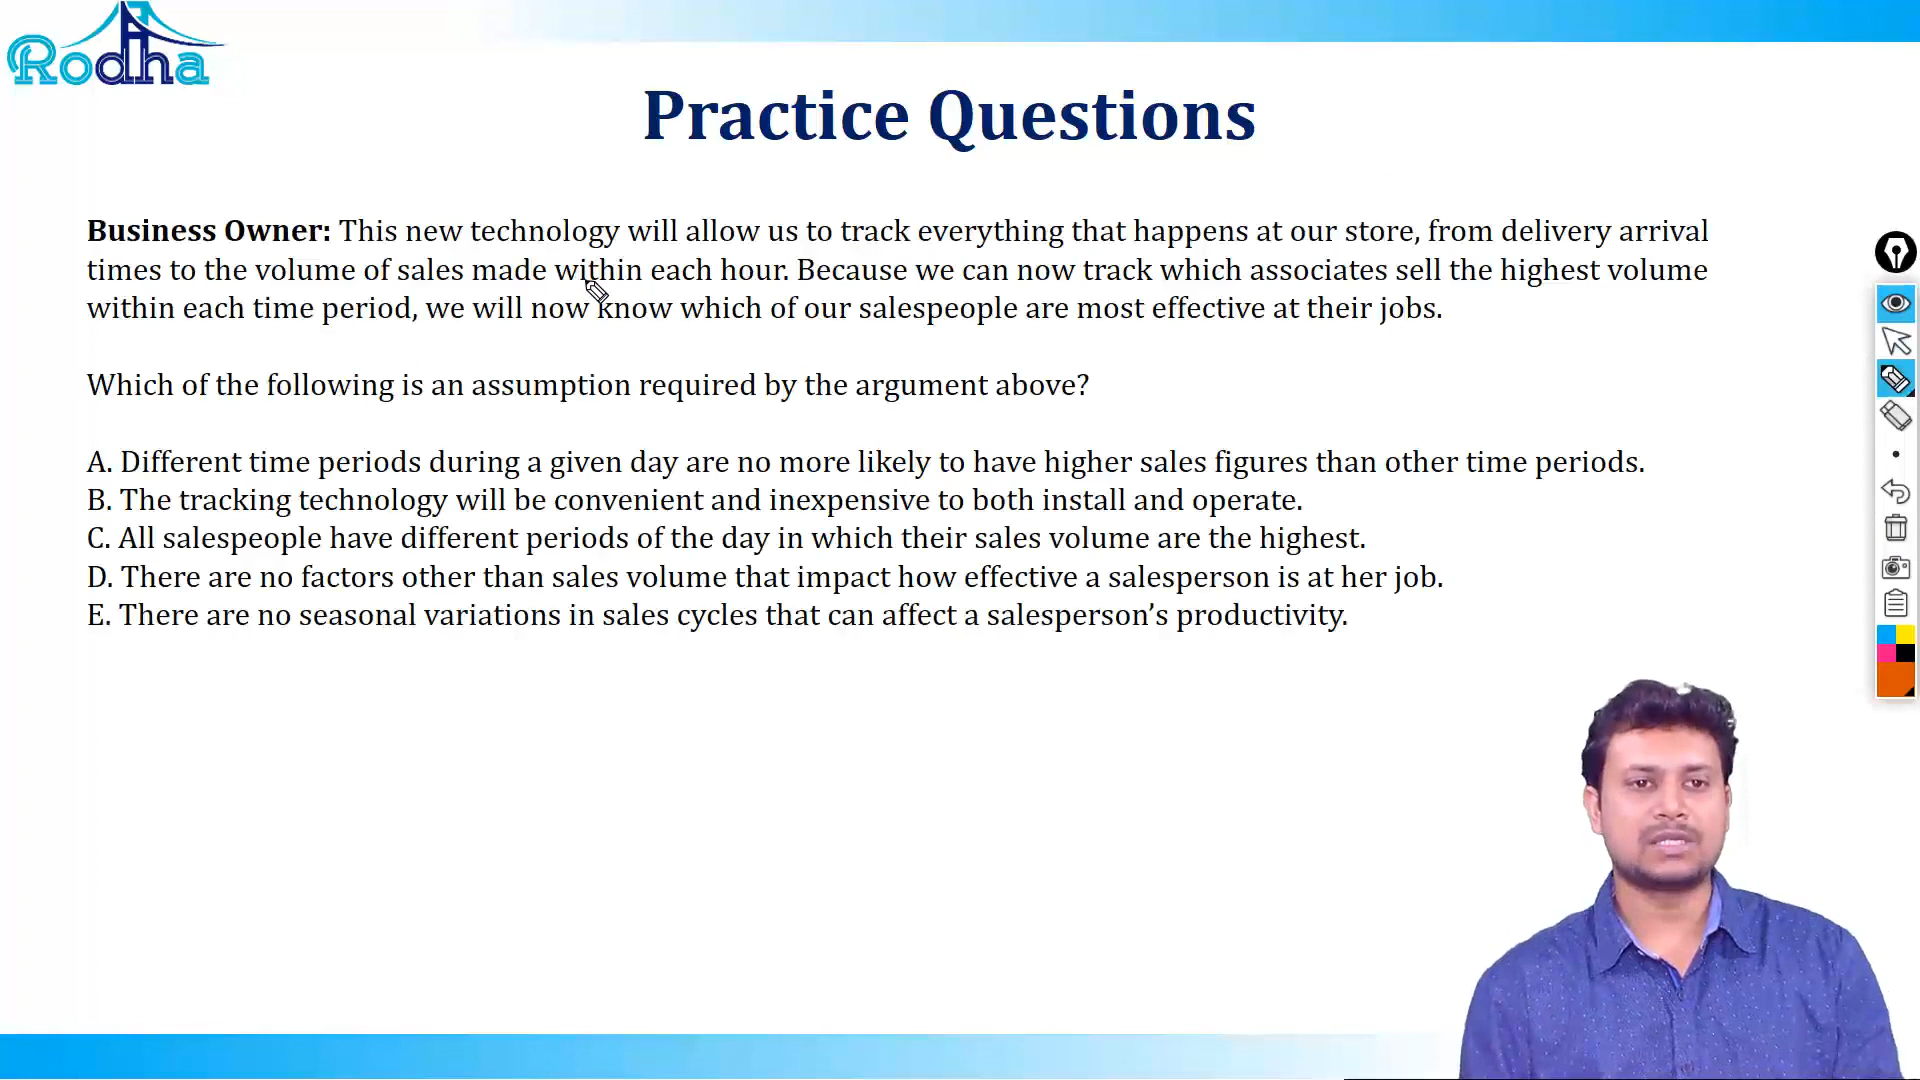 Rodha
Practice Questions
Business Owner: This new technology will allow us to track everything that happens at our store, from delivery arrival
times to the volume of sales made within each hour. Because we can now track which associates sell the highest volume
within each time period, we will now know which of our salespeople are most effective at their jobs.
Which of the following is an assumption required by the argument above?
A. Different time periods during a given day are no more likely to have higher sales figures than other time periods.
B. The tracking technology will be convenient and inexpensive to both install and operate.
C. All salespeople have different periods of the day in which their sales volume are the highest.
D. There are no factors other than sales volume that impact how effective a salesperson is at her job.
E. There are no seasonal variations in sales cycles that can affect a salesperson’s productivity.